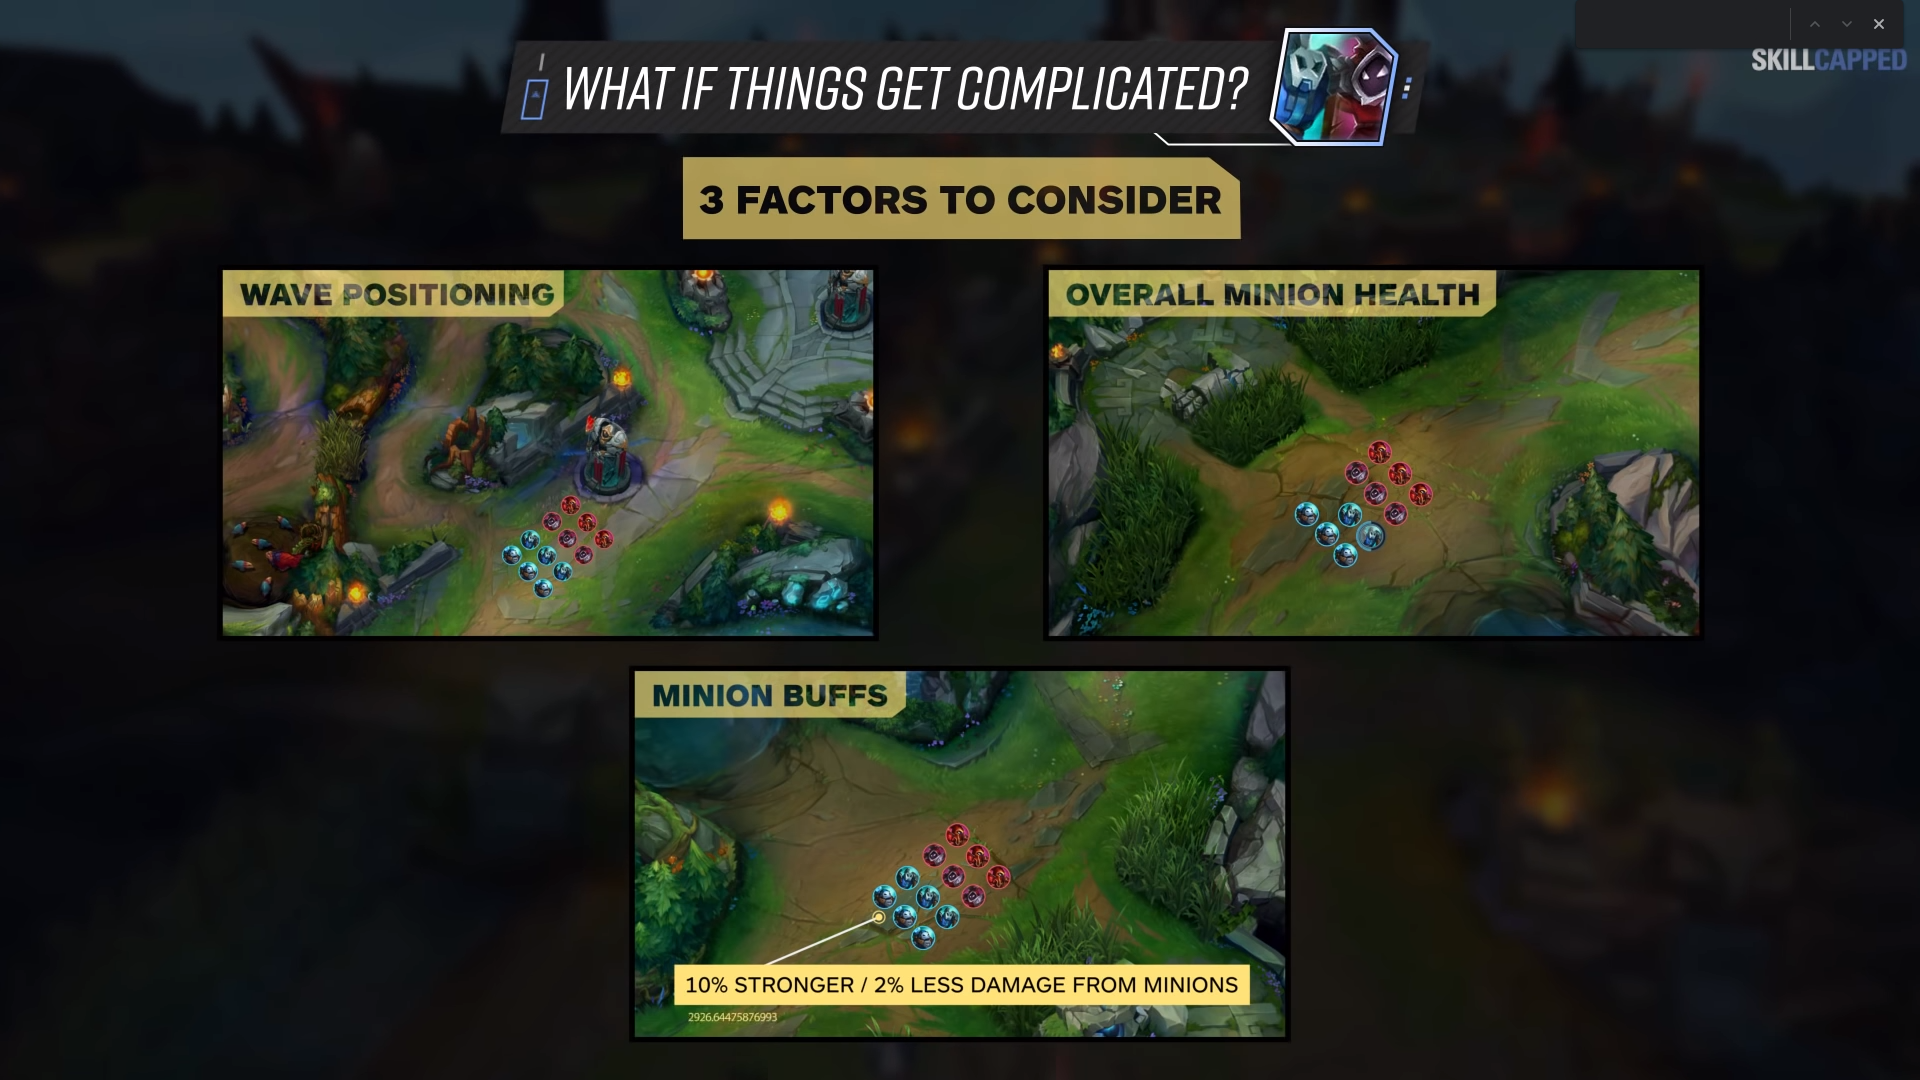 WHAT IF THINGS GET COMPLICATED?
SKILLCAPPED
3 FACTORS TO CONSIDER
WAVE POSITIONING
OVERALL MINION HEALTH
MINION BUFFS
10% STRONGER / 2% LESS DAMAGE FROM MINIONS
2926.64475876993